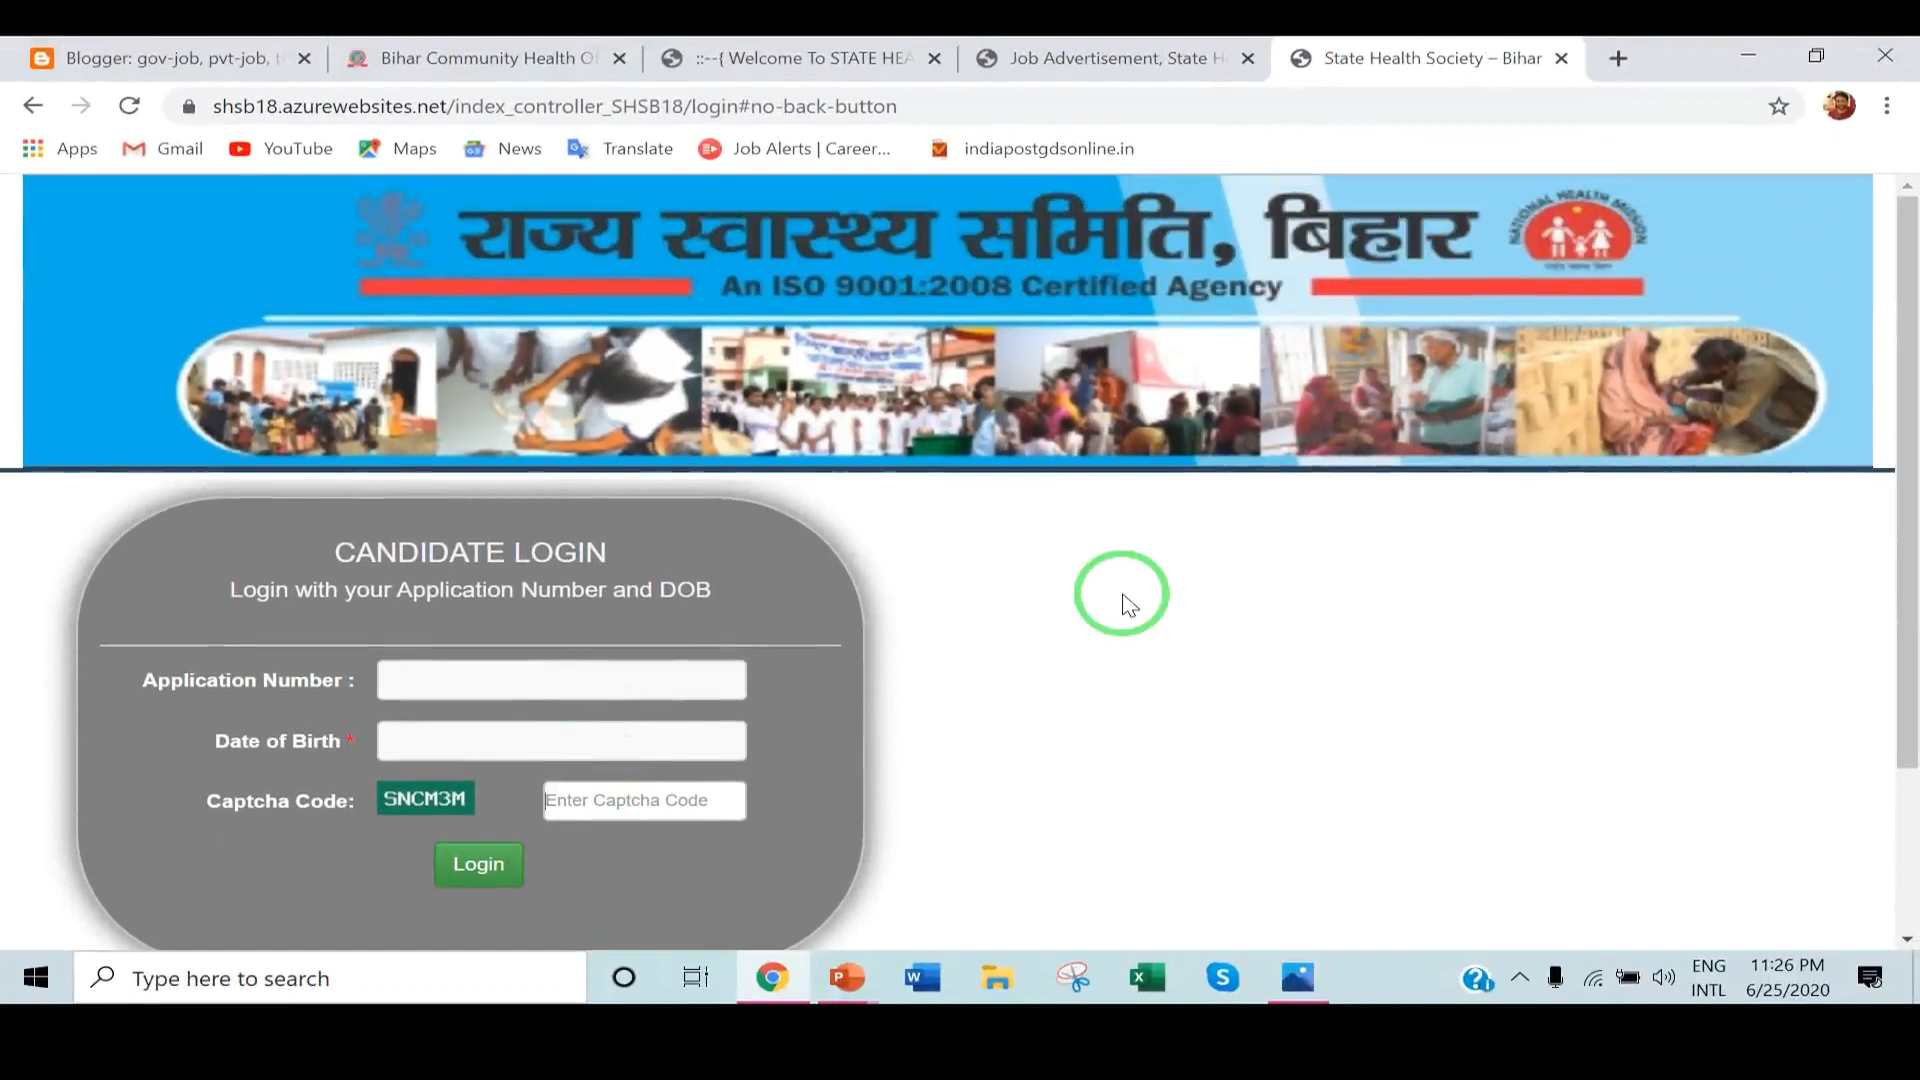 Blogger: gov-job, pvt-job, t
Bihar Community Health Of
::--{ Welcome To STATE HEA
Job Advertisement, State H
State Health Society – Bihar
shsb18.azurewebsites.net/index_controller_SHSB18/login#no-back-button
Apps
Gmail
YouTube
Maps
News
Translate
Job Alerts | Career...
indiapostgdsonline.in
राज्य स्वास्थ्य समिति, बिहार
NATIONAL HEALTH MISSION
An ISO 9001:2008 Certified Agency
CANDIDATE LOGIN
Login with your Application Number and DOB
Application Number :
Date of Birth *
Captcha Code: SNCM3M Enter Captcha Code
Login
Type here to search
ENG
INTL
11:26 PM
6/25/2020